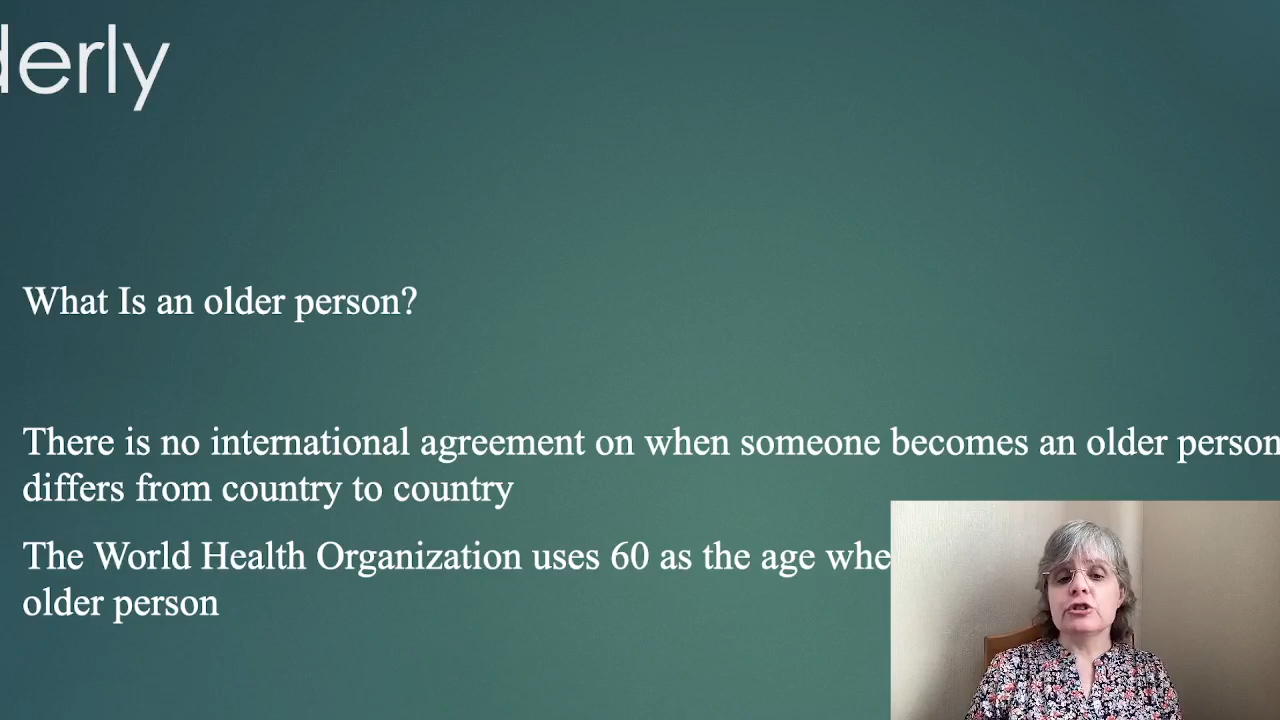 derly
What Is an older person?
There is no international agreement on when someone becomes an older person
differs from country to country
The World Health Organization uses 60 as the age whe
older person